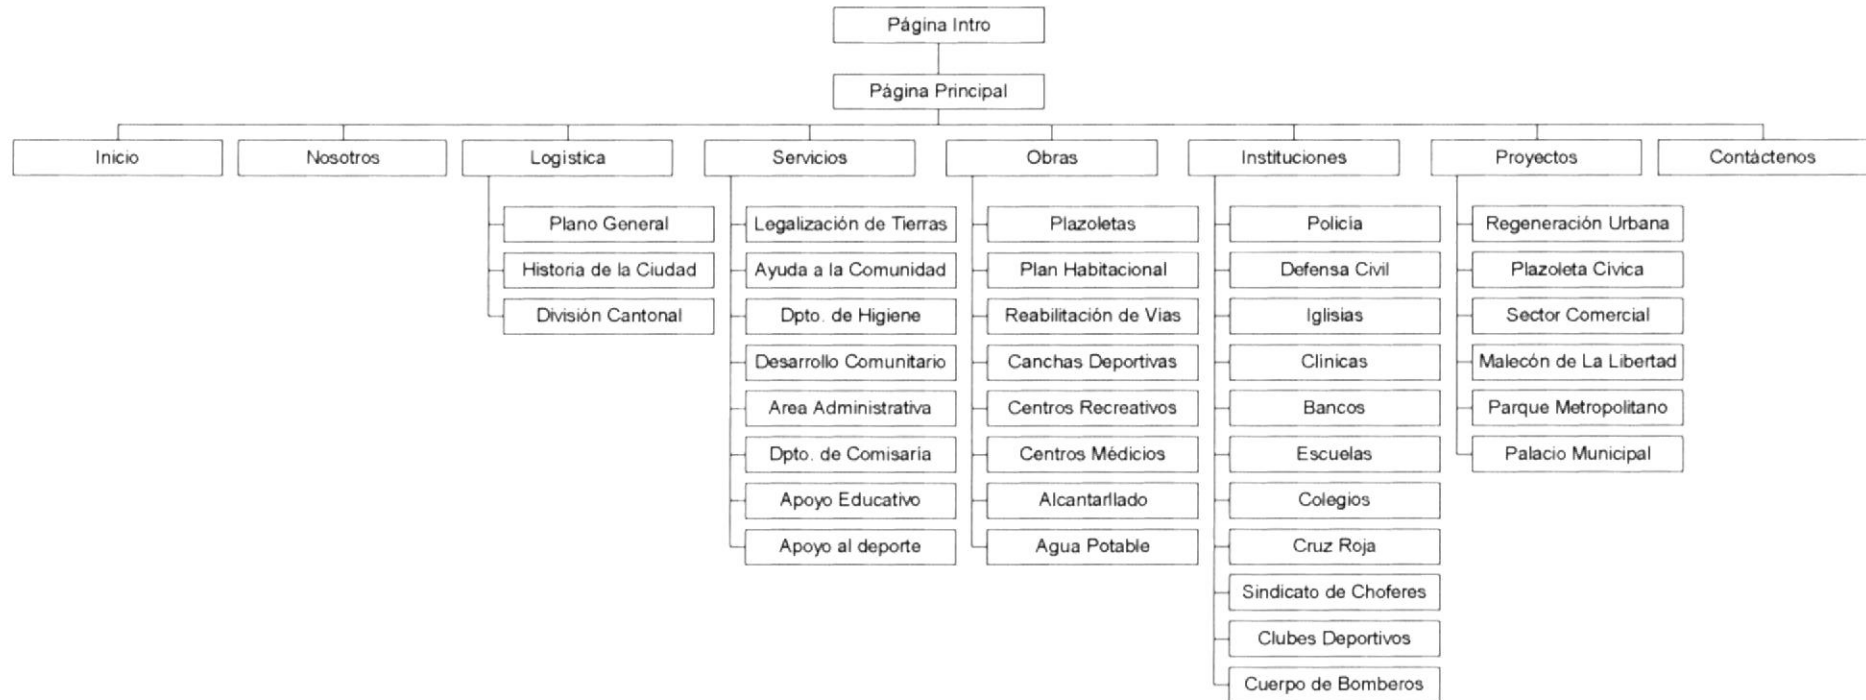 Página Intro
Página Principal
Inicio
Nosotros
Logística
Servicios
Obras
Instituciones
Proyectos
Contáctenos
Plano General
Historia de la Ciudad
División Cantonal
Legalización de Tierras
Ayuda a la Comunidad
Dpto. de Higiene
Desarrollo Comunitario
Area Administrativa
Dpto. de Comisaría
Apoyo Educativo
Apoyo al deporte
Plazoletas
Plan Habitacional
Reabilitación de Vias
Canchas Deportivas
Centros Recreativos
Centros Médicios
Alcantarllado
Agua Potable
Policía
Defensa Civil
Iglisias
Clínicas
Bancos
Escuelas
Colegios
Cruz Roja
Sindicato de Choferes
Clubes Deportivos
Cuerpo de Bomberos
Regeneración Urbana
Plazoleta Cívica
Sector Comercial
Malecón de La Libertad
Parque Metropolitano
Palacio Municipal